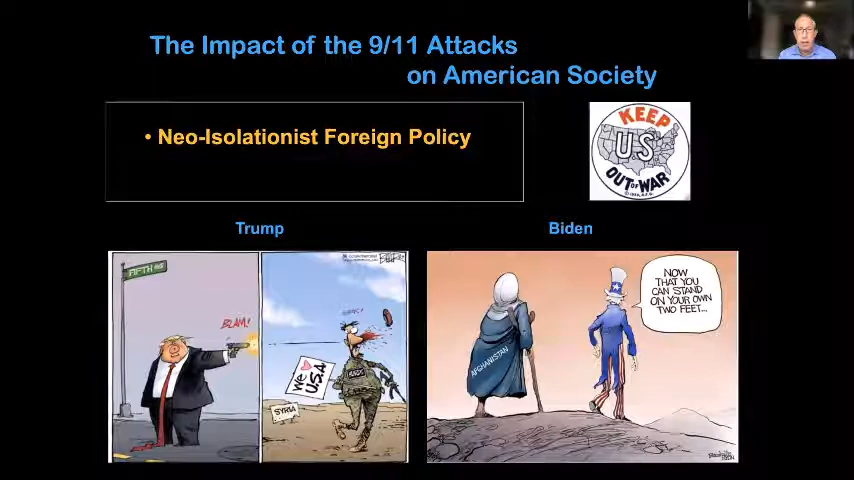 The Impact of the 9/11 Attacks
on American Society
• Neo-Isolationist Foreign Policy
KEEP
U.S
OUT OF WAR
Trump
Biden
FIFTH AVE
BLAM!
WE ♥
USA
SYRIA
KURDS
AFGHANISTAN
NOW
THAT YOU
CAN STAND
ON YOUR OWN
TWO FEET...